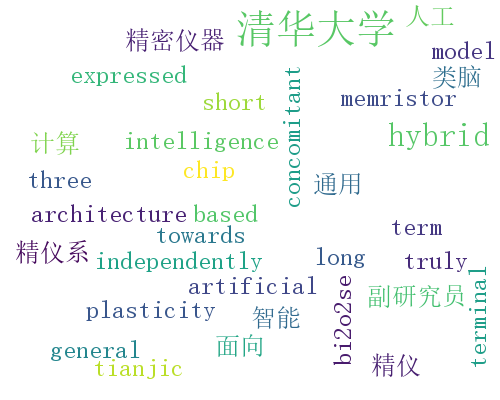 清华大学
人工
精密仪器
model
expressed
类脑
short
memristor
concomitant
hybrid
计算
intelligence
three
chip
通用
architecture
based
term
towards
精仪系
independently
long
truly
artificial
bi2o2se
副研究员
terminal
plasticity
智能
general
面向
tianjic
精仪